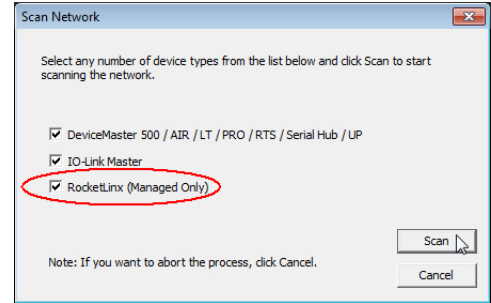 Scan Network
Select any number of device types from the list below and click Scan to start
scanning the network.
DeviceMaster 500 / AIR / LT / PRO / RTS / Serial Hub / UP
IO-Link Master
RocketLinx (Managed Only)
Scan
Note: If you want to abort the process, click Cancel.
Cancel